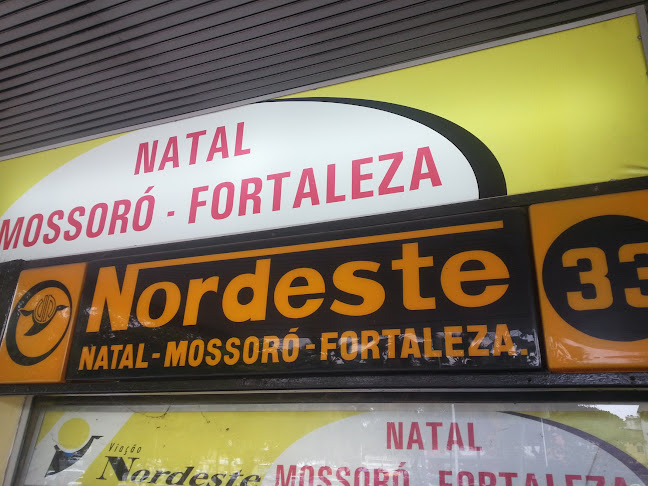 NATAL
MOSSORÓ - FORTALEZA
Nordeste
NATAL-MOSSORÓ-FORTALEZA.
33
Viação
Nordeste
NATAL
MOSSORÓ - FORTALEZA